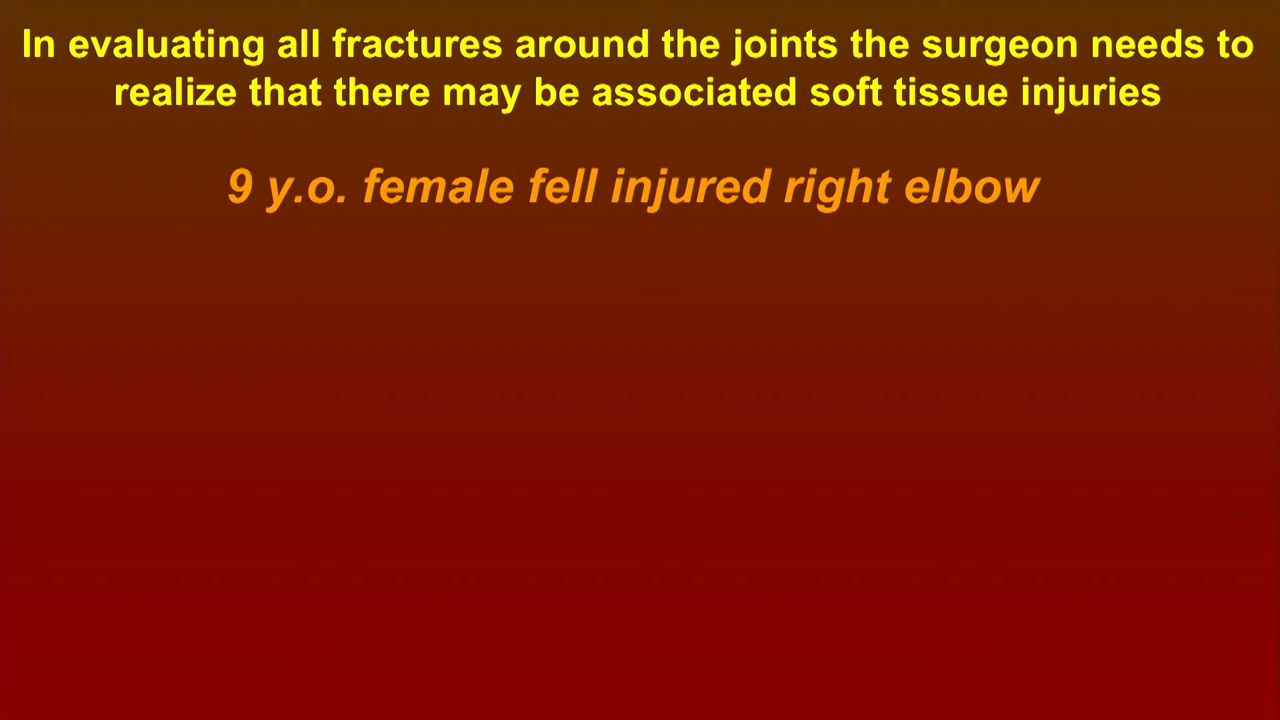 In evaluating all fractures around the joints the surgeon needs to
realize that there may be associated soft tissue injuries
9 y.o. female fell injured right elbow